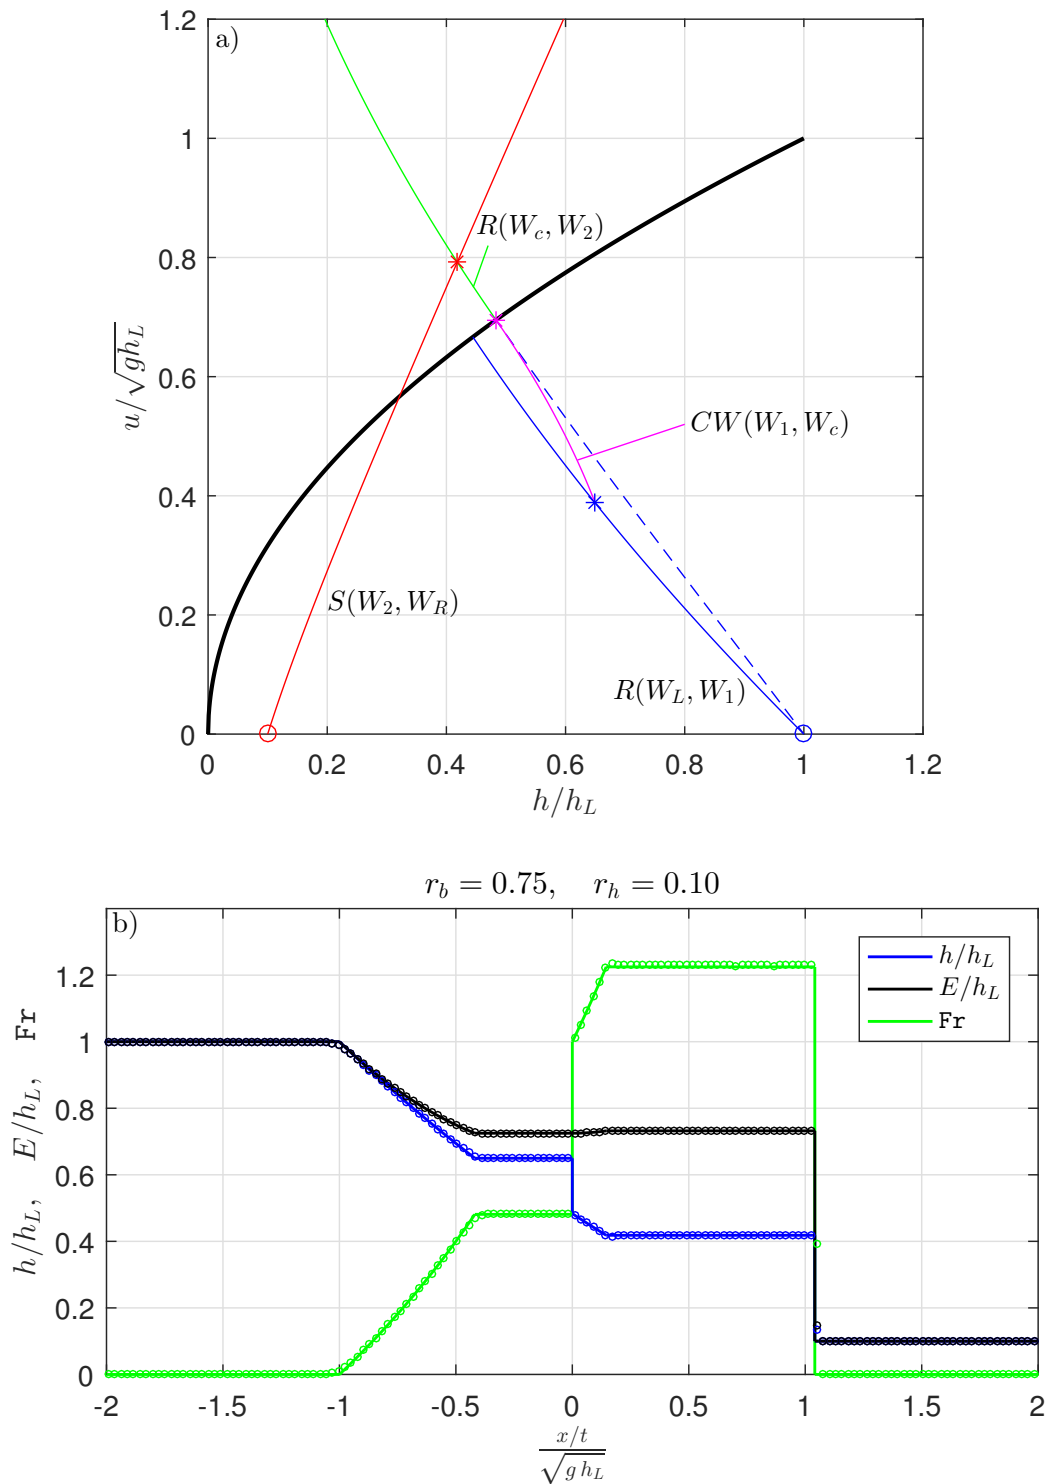 a)
1.2
1
0.8
0.6
0.4
0.2
0
u/√gh_L
R(W_c, W_2)
CW(W_1, W_c)
S(W_2, W_R)
R(W_L, W_1)
0 0.2 0.4 0.6 0.8 1 1.2
h/h_L
r_b = 0.75, r_h = 0.10
b)
h/h_L
E/h_L
Fr
1.2
1
0.8
0.6
0.4
0.2
0
h/h_L, E/h_L, Fr
-2 -1.5 -1 -0.5 0 0.5 1 1.5 2
x/t
√g h_L